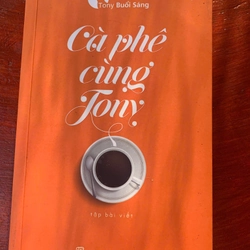 Tony Buổi Sáng
Cà phê
cùng
Tony
tập bài viết